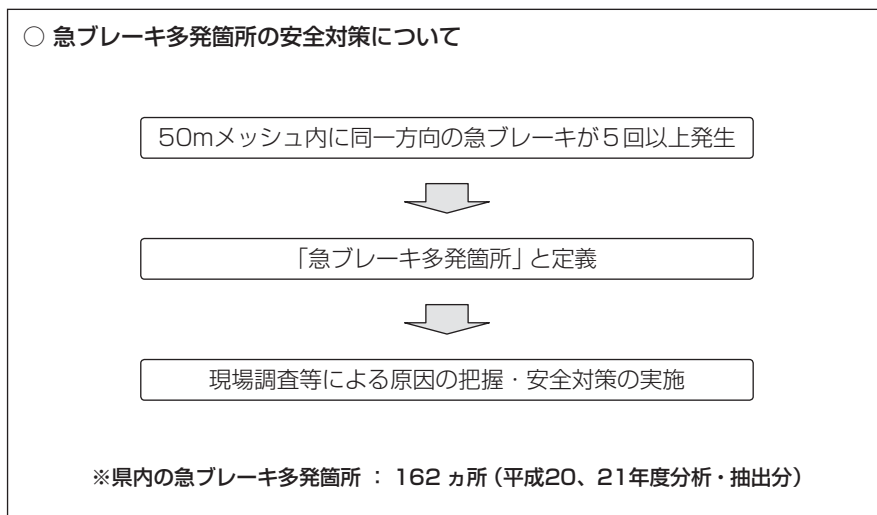 ○ 急ブレーキ多発箇所の安全対策について
50mメッシュ内に同一方向の急ブレーキが5回以上発生
「急ブレーキ多発箇所」と定義
現場調査等による原因の把握・安全対策の実施
※県内の急ブレーキ多発箇所 : 162 ヵ所 (平成20、21年度分析・抽出分)